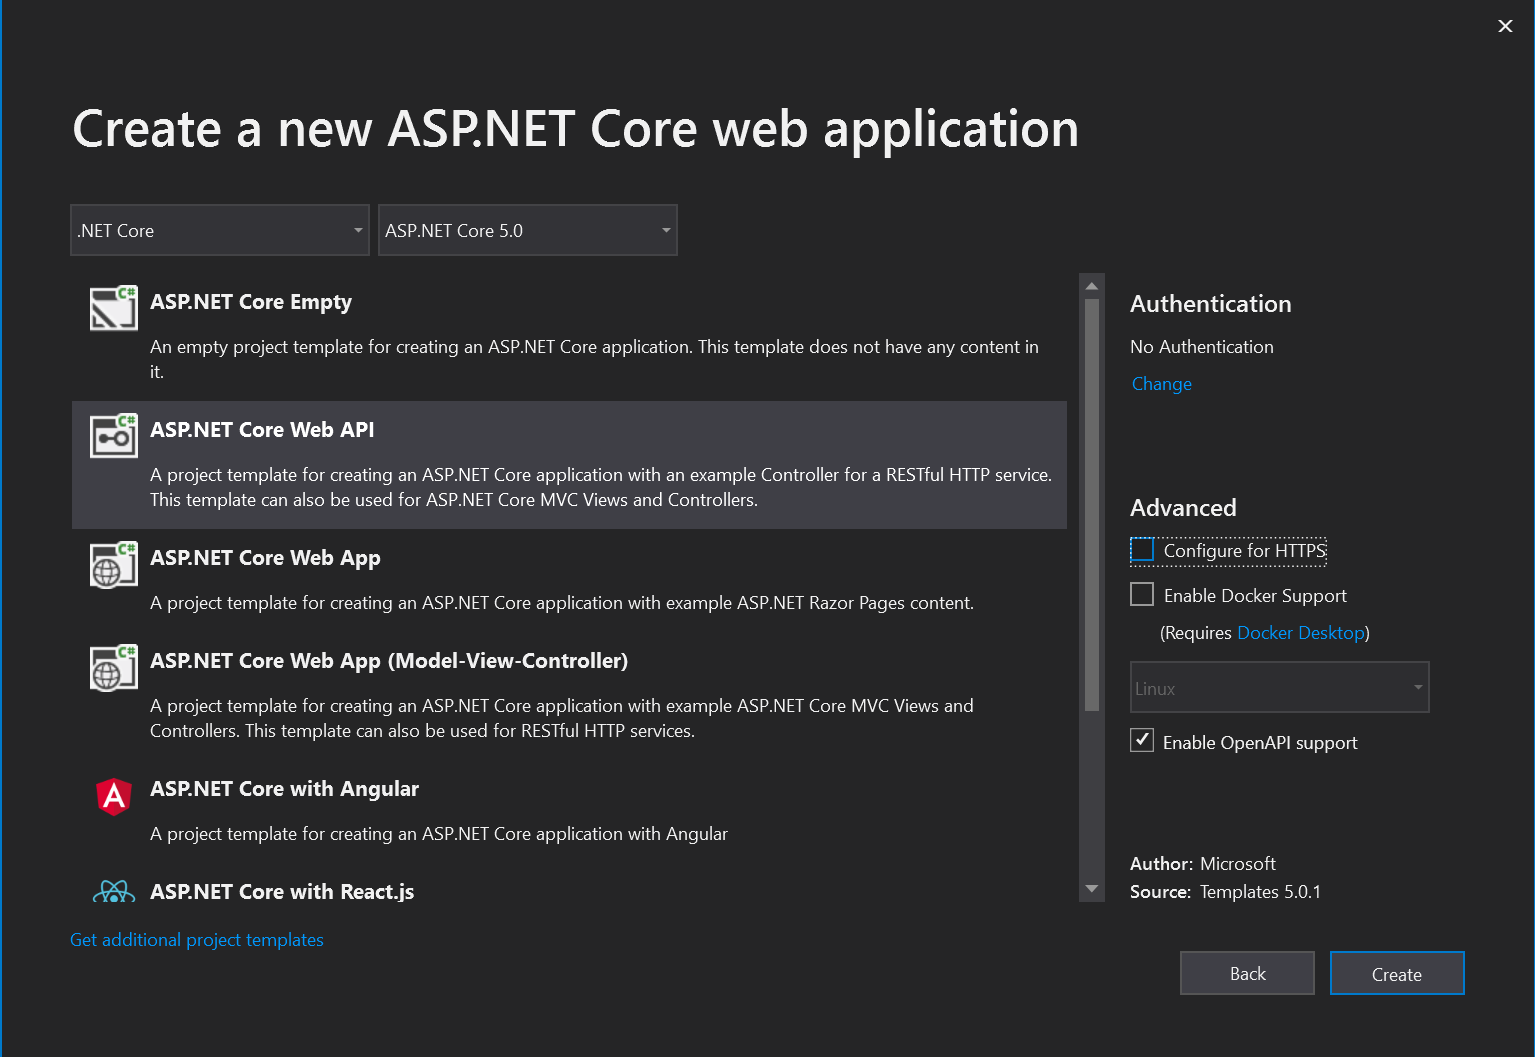 Create a new ASP.NET Core web application
.NET Core
ASP.NET Core 5.0
C#
ASP.NET Core Empty
An empty project template for creating an ASP.NET Core application. This template does not have any content in
it.
C#
ASP.NET Core Web API
A project template for creating an ASP.NET Core application with an example Controller for a RESTful HTTP service.
This template can also be used for ASP.NET Core MVC Views and Controllers.
C#
ASP.NET Core Web App
A project template for creating an ASP.NET Core application with example ASP.NET Razor Pages content.
C#
ASP.NET Core Web App (Model-View-Controller)
A project template for creating an ASP.NET Core application with example ASP.NET Core MVC Views and
Controllers. This template can also be used for RESTful HTTP services.
A
ASP.NET Core with Angular
A project template for creating an ASP.NET Core application with Angular
ASP.NET Core with React.js
Get additional project templates
Authentication
No Authentication
Change
Advanced
Configure for HTTPS
Enable Docker Support
(Requires Docker Desktop)
Linux
Enable OpenAPI support
Author: Microsoft
Source: Templates 5.0.1
Back
Create